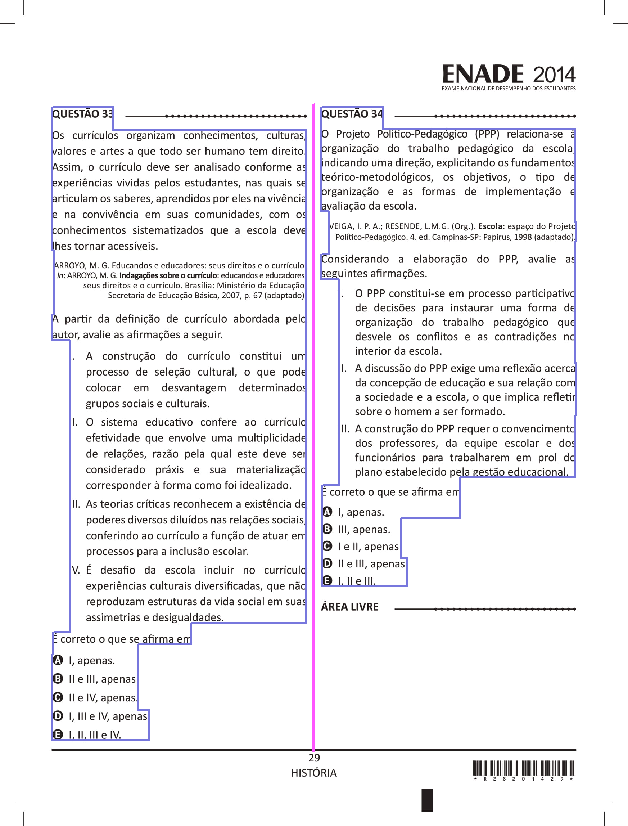 ENADE 2014
EXAME NACIONAL DE DESEMPENHO DOS ESTUDANTES
QUESTÃO 33
Os currículos organizam conhecimentos, culturas,
valores e artes a que todo ser humano tem direito.
Assim, o currículo deve ser analisado conforme as
experiências vividas pelos estudantes, nas quais se
articulam os saberes, aprendidos por eles na vivência
e na convivência em suas comunidades, com os
conhecimentos sistematizados que a escola deve
lhes tornar acessíveis.
ARROYO, M. G. Educandos e educadores: seus direitos e o currículo.
In: ARROYO, M. G. Indagações sobre o currículo: educandos e educadores
seus direitos e o currículo. Brasília: Ministério da Educação
Secretaria de Educação Básica, 2007, p. 67 (adaptado).
A partir da definição de currículo abordada pelo
autor, avalie as afirmações a seguir.
I. A construção do currículo constitui um
processo de seleção cultural, o que pode
colocar em desvantagem determinados
grupos sociais e culturais.
II. O sistema educativo confere ao currículo
efetividade que envolve uma multiplicidade
de relações, razão pela qual este deve ser
considerado práxis e sua materialização
corresponder à forma como foi idealizado.
III. As teorias críticas reconhecem a existência de
poderes diversos diluídos nas relações sociais,
conferindo ao currículo a função de atuar em
processos para a inclusão escolar.
IV. É desafio da escola incluir no currículo
experiências culturais diversificadas, que não
reproduzam estruturas da vida social em suas
assimetrias e desigualdades.
É correto o que se afirma em
A I, apenas.
B II e III, apenas.
C II e IV, apenas.
D I, III e IV, apenas.
E I, II, III e IV.
QUESTÃO 34
O Projeto Político-Pedagógico (PPP) relaciona-se à
organização do trabalho pedagógico da escola,
indicando uma direção, explicitando os fundamentos
teórico-metodológicos, os objetivos, o tipo de
organização e as formas de implementação e
avaliação da escola.
VEIGA, I. P. A.; RESENDE, L.M.G. (Org.). Escola: espaço do Projeto
Político-Pedagógico. 4. ed. Campinas-SP: Papirus, 1998 (adaptado).
Considerando a elaboração do PPP, avalie as
seguintes afirmações.
I. O PPP constitui-se em processo participativo
de decisões para instaurar uma forma de
organização do trabalho pedagógico que
desvele os conflitos e as contradições no
interior da escola.
II. A discussão do PPP exige uma reflexão acerca
da concepção de educação e sua relação com
a sociedade e a escola, o que implica refletir
sobre o homem a ser formado.
III. A construção do PPP requer o convencimento
dos professores, da equipe escolar e dos
funcionários para trabalharem em prol do
plano estabelecido pela gestão educacional.
É correto o que se afirma em
A I, apenas.
B III, apenas.
C I e II, apenas.
D II e III, apenas.
E I, II e III.
ÁREA LIVRE
29
HISTÓRIA
*R2820142 9*